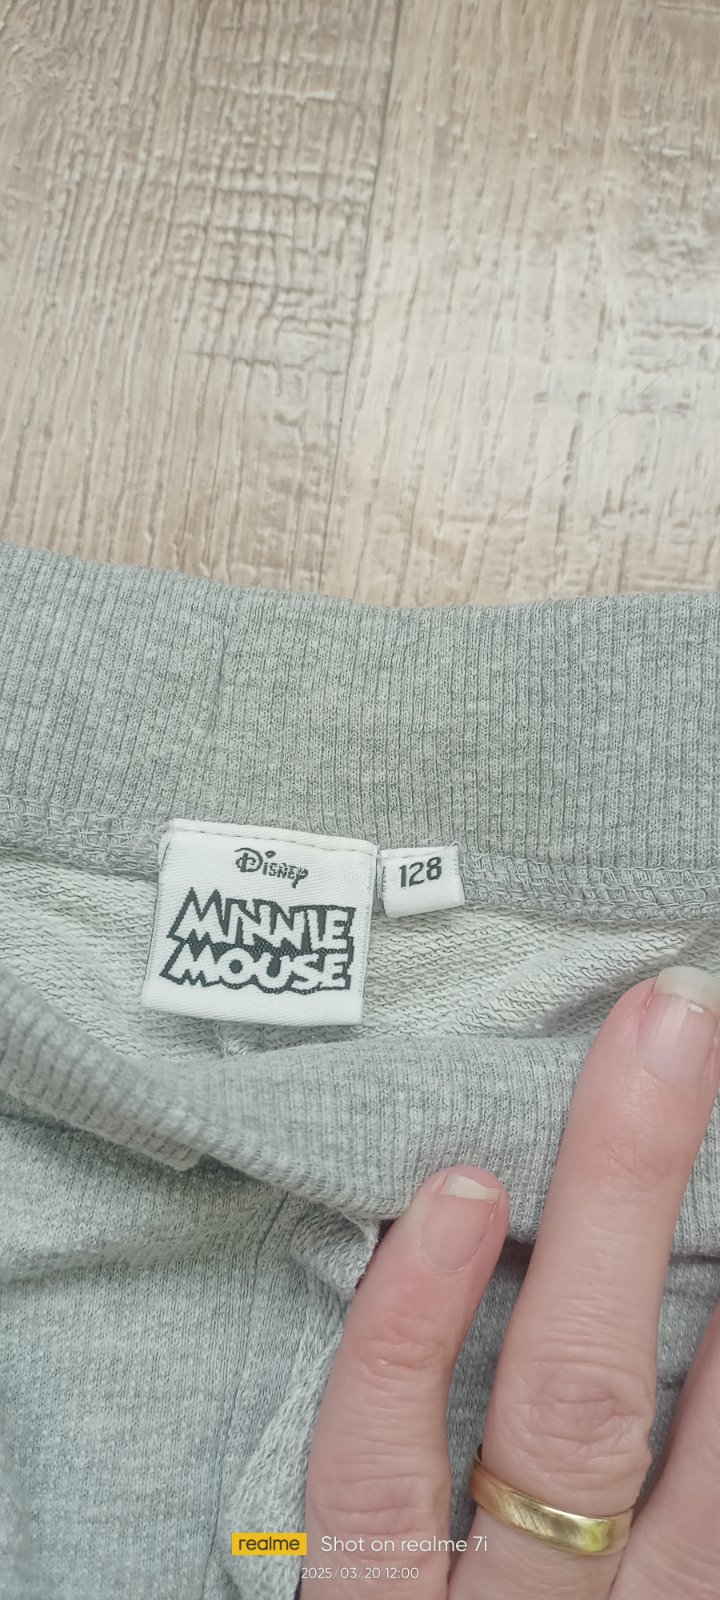 Disney
128
MINNIE
MOUSE
realme Shot on realme 7i
2025/03/20 12:00